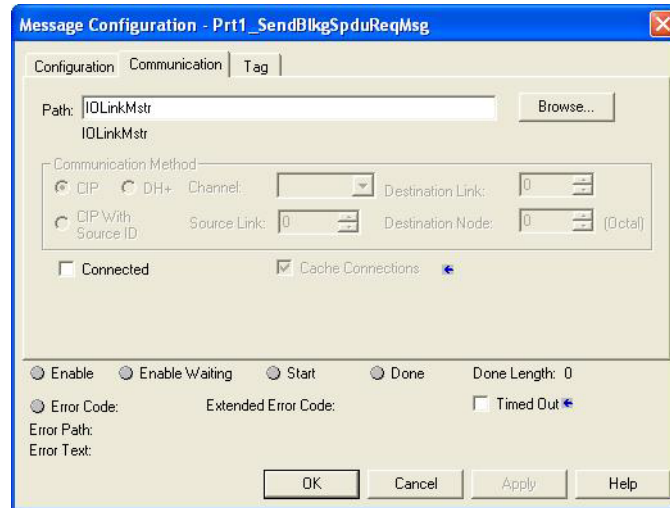 Message Configuration - Prt1_SendBlkgSpduReqMsg
Configuration Communication Tag
Path: IOLinkMstr Browse...
IOLinkMstr
Communication Method
CIP DH+ Channel: Destination Link: 0
CIP With Source ID Source Link: 0 Destination Node: 0 (Octal)
Connected Cache Connections
Enable Enable Waiting Start Done Done Length: 0
Error Code: Extended Error Code: Timed Out
Error Path:
Error Text:
OK Cancel Apply Help